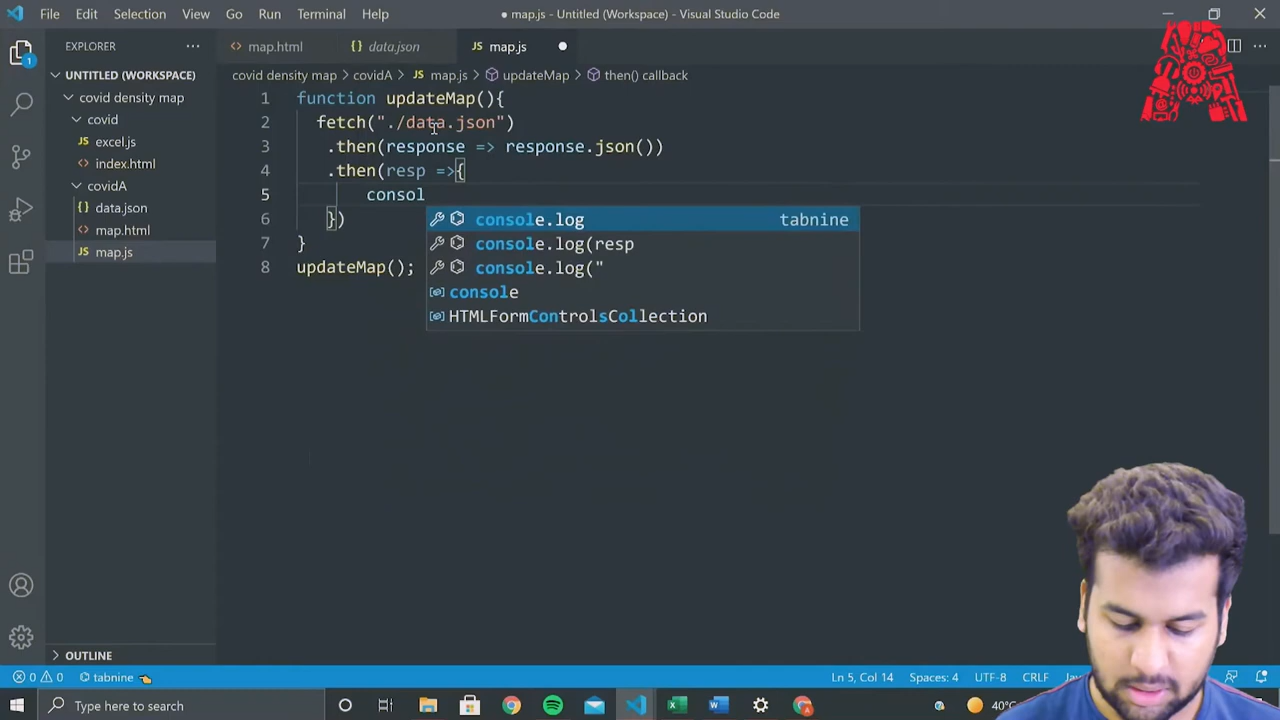 File Edit Selection View Go Run Terminal Help
● map.js - Untitled (Workspace) - Visual Studio Code
EXPLORER
map.html
data.json
map.js
UNTITLED (WORKSPACE)
covid density map
covid
excel.js
index.html
covidA
data.json
map.html
map.js
OUTLINE
covid density map > covidA > map.js > updateMap > then() callback
1 function updateMap(){
2 fetch("./data.json")
3 .then(response => response.json())
4 .then(resp =>{
5 consol
6 })
7 }
8 updateMap();
console.log tabnine
console.log(resp
console.log("
console
HTMLFormControlsCollection
1
0 0 tabnine
Ln 5, Col 14 Spaces: 4 UTF-8 CRLF
Type here to search
40°C